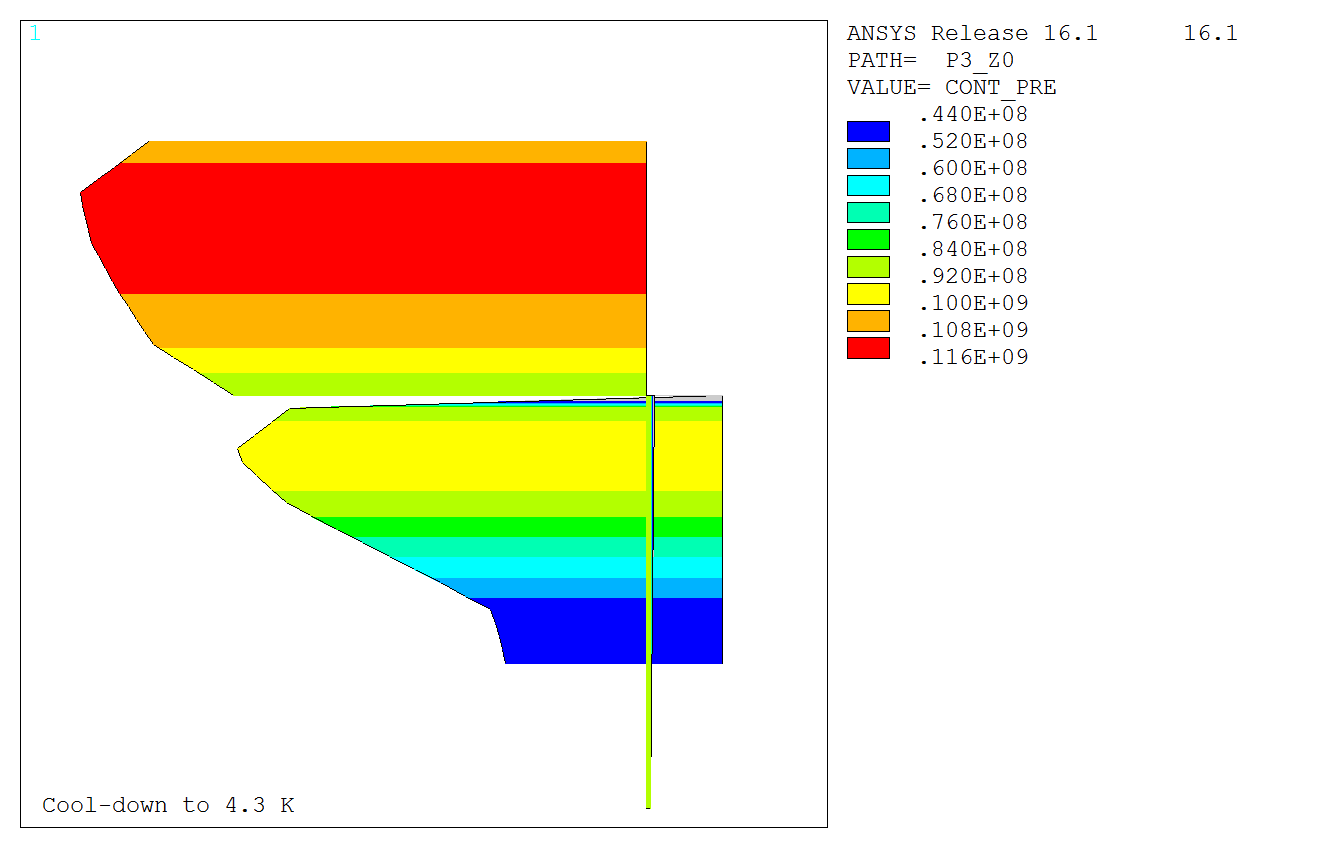 1
ANSYS Release 16.1 16.1
PATH= P3_Z0
VALUE= CONT_PRE
.440E+08
.520E+08
.600E+08
.680E+08
.760E+08
.840E+08
.920E+08
.100E+09
.108E+09
.116E+09
Cool-down to 4.3 K